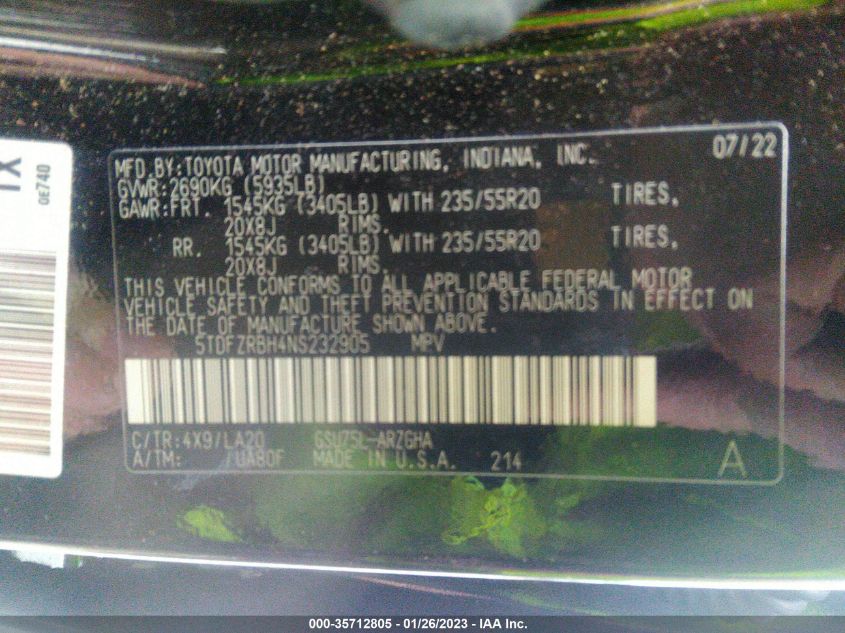 1X
0E740
MFD.BY:TOYOTA MOTOR MANUFACTURING, INDIANA, INC. 07/22
GVWR:2690KG (5935LB)
GAWR:FRT. 1545KG (3405LB) WITH 235/55R20 TIRES,
20X8J RIMS.
RR. 1545KG (3405LB) WITH 235/55R20 TIRES,
20X8J RIMS.
THIS VEHICLE CONFORMS TO ALL APPLICABLE FEDERAL MOTOR
VEHICLE SAFETY AND THEFT PREVENTION STANDARDS IN EFFECT ON
THE DATE OF MANUFACTURE SHOWN ABOVE.
5TDFZRBH4NS232905 MPV
C/TR:4X9/LA20 GSU75L-ARZGHA
A/TM: /UA80F MADE IN U.S.A. 214 A
000-35712805 - 01/26/2023 - IAA Inc.